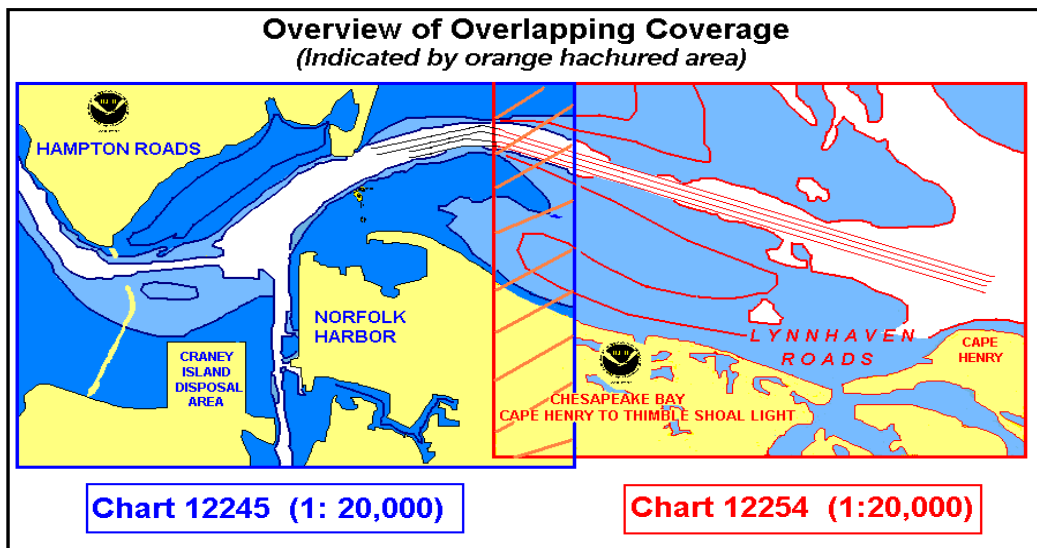 Overview of Overlapping Coverage
(Indicated by orange hachured area)
HAMPTON ROADS
NORFOLK
HARBOR
CRANEY
ISLAND
DISPOSAL
AREA
LYNNHAVEN
ROADS
CAPE
HENRY
CHESAPEAKE BAY
CAPE HENRY TO THIMBLE SHOAL LIGHT
Chart 12245 (1: 20,000)
Chart 12254 (1:20,000)